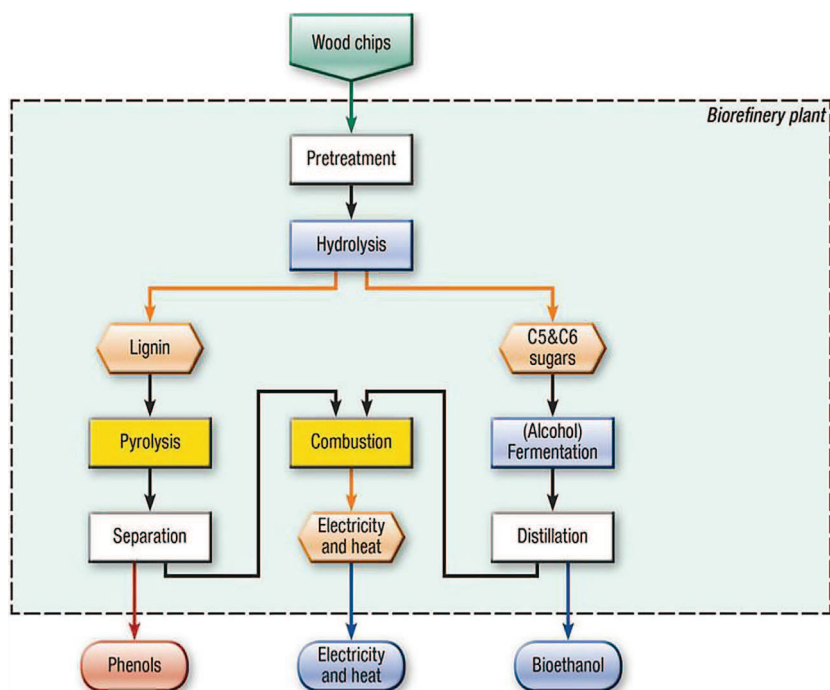 Wood chips
Biorefinery plant
Pretreatment
Hydrolysis
Lignin
C5&C6
sugars
Pyrolysis
Combustion
(Alcohol)
Fermentation
Separation
Electricity
and heat
Distillation
Phenols
Electricity
and heat
Bioethanol